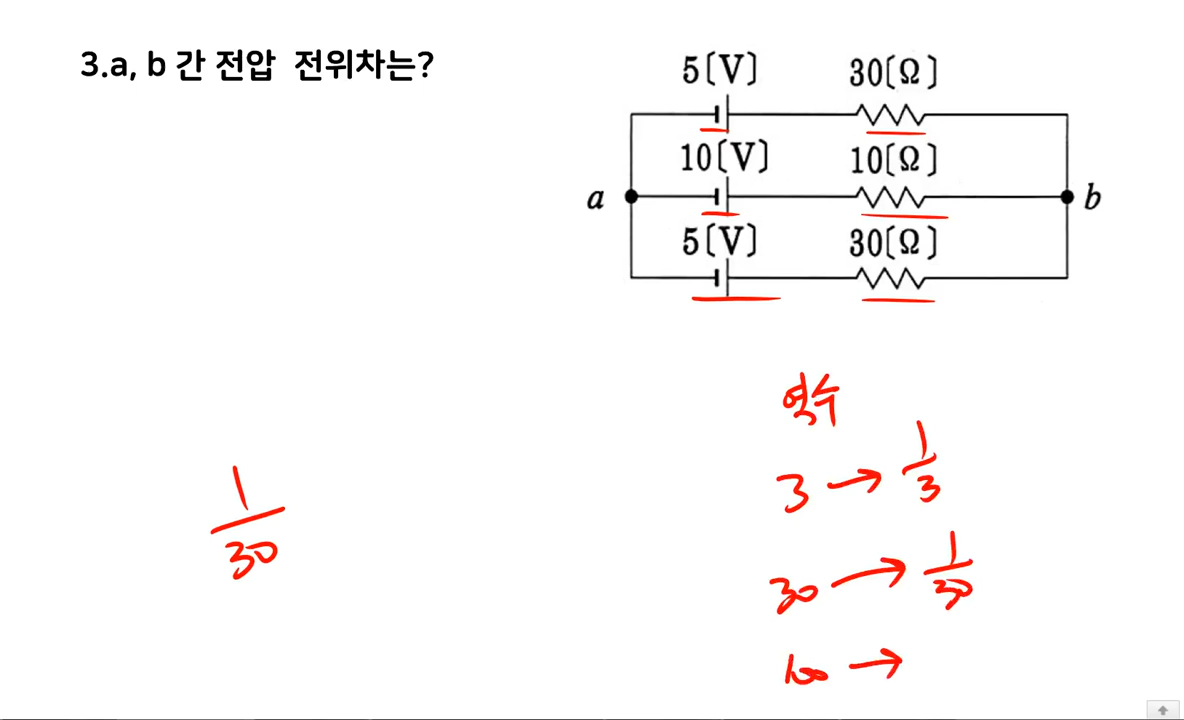 3.a, b 간 전압 전위차는?
5[V] 30[Ω]
10[V] 10[Ω]
a b
5[V] 30[Ω]
역수
3 → 1/3
1/30
30 → 1/30
100 →